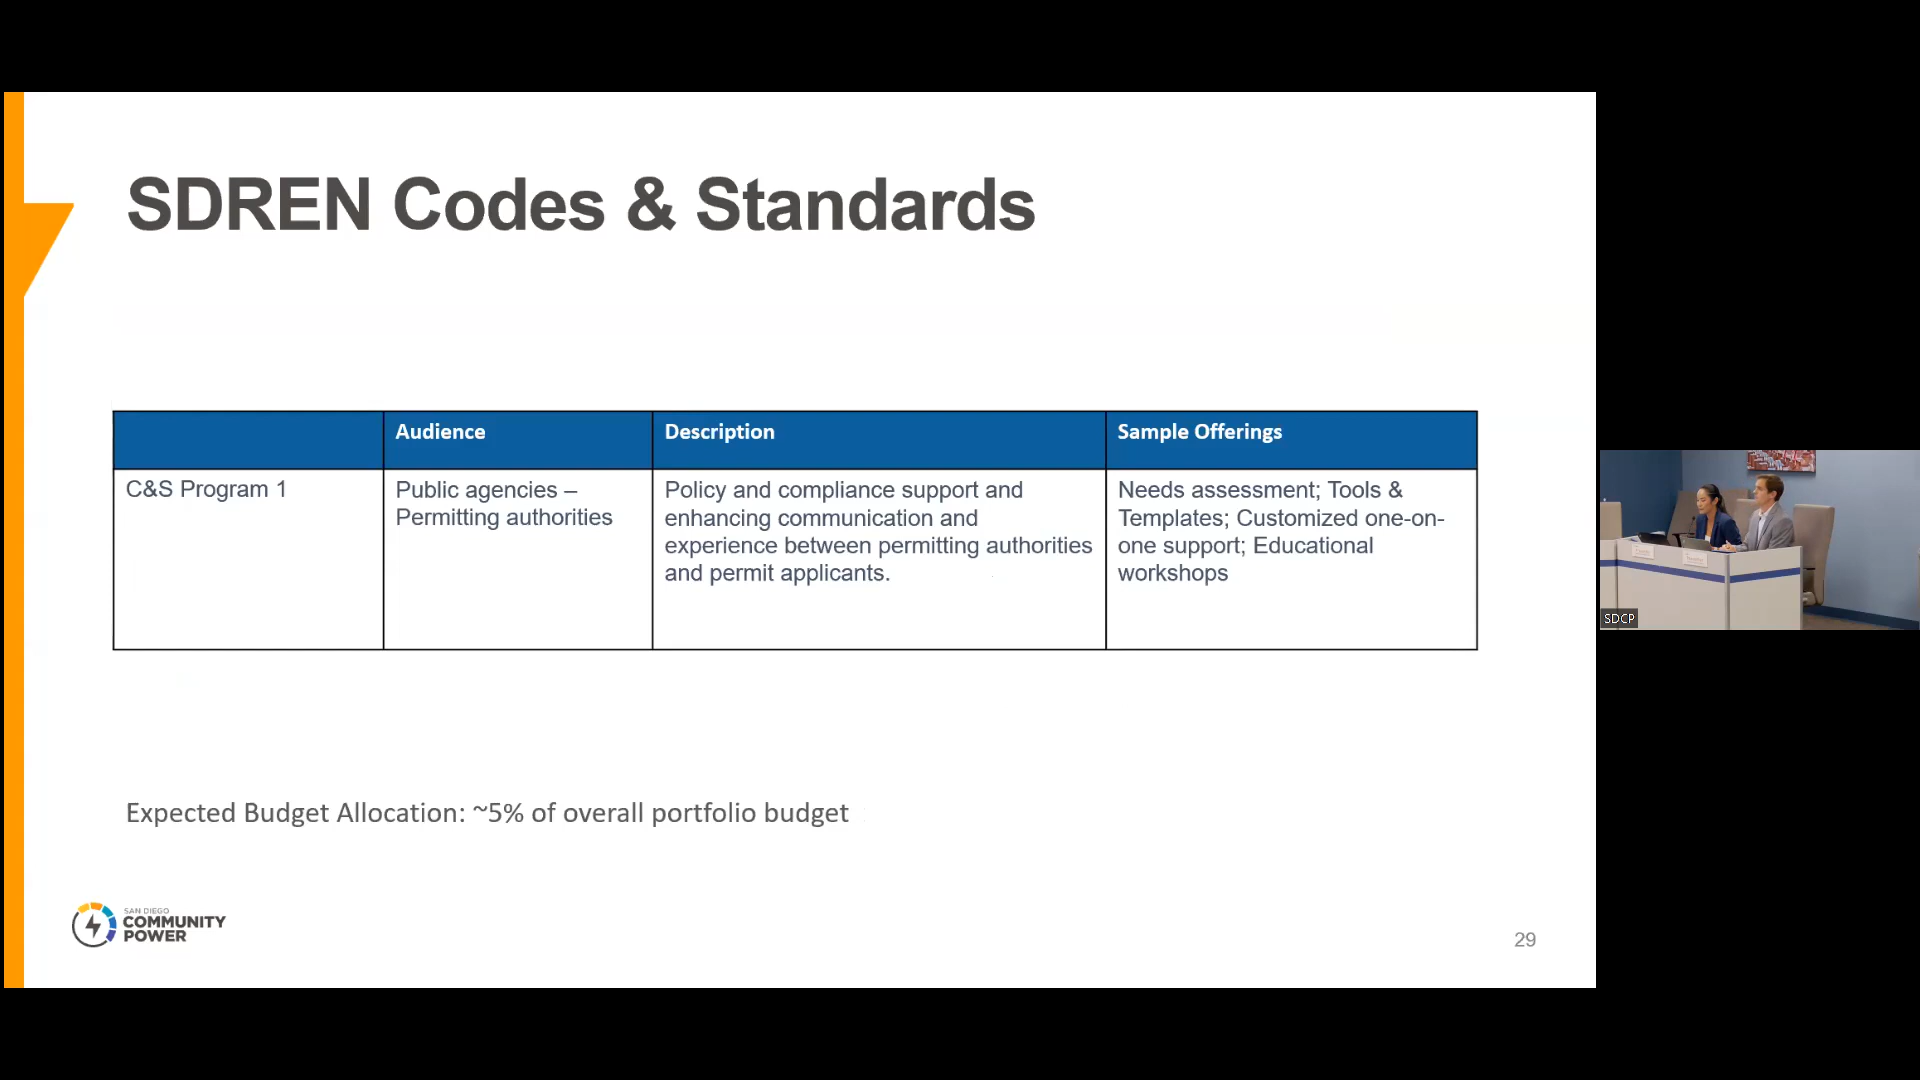 SDREN Codes & Standards
Audience
Description
Sample Offerings
C&S Program 1
Public agencies –
Permitting authorities
Policy and compliance support and
enhancing communication and
experience between permitting authorities
and permit applicants.
Needs assessment; Tools &
Templates; Customized one-on-
one support; Educational
workshops
Expected Budget Allocation: ~5% of overall portfolio budget
SAN DIEGO
COMMUNITY
POWER
29
SDCP